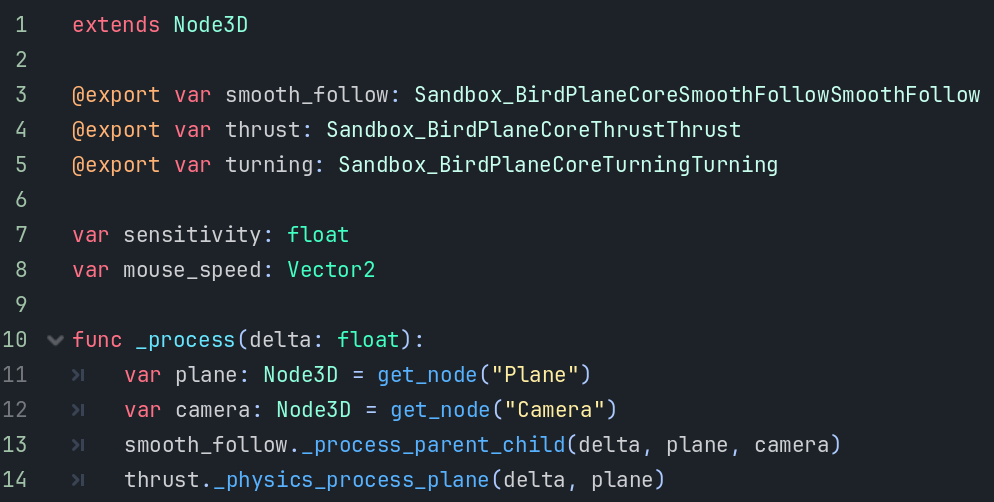 1 extends Node3D
2
3 @export var smooth_follow: Sandbox_BirdPlaneCoreSmoothFollowSmoothFollow
4 @export var thrust: Sandbox_BirdPlaneCoreThrustThrust
5 @export var turning: Sandbox_BirdPlaneCoreTurningTurning
6
7 var sensitivity: float
8 var mouse_speed: Vector2
9
10 func _process(delta: float):
11 var plane: Node3D = get_node("Plane")
12 var camera: Node3D = get_node("Camera")
13 smooth_follow._process_parent_child(delta, plane, camera)
14 thrust._physics_process_plane(delta, plane)